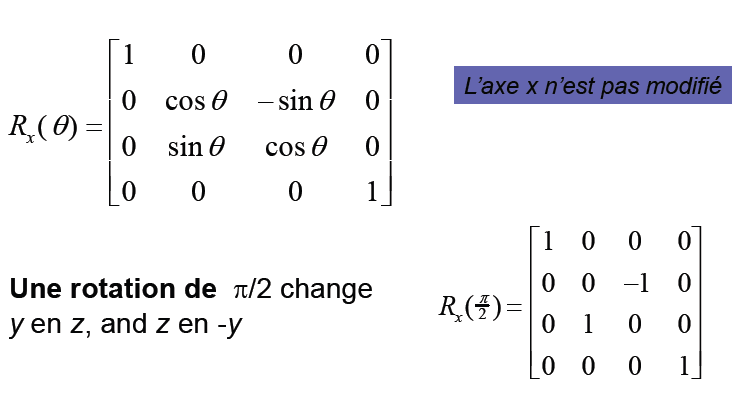 L'axe x n'est pas modifié
R_x(θ) =
1 0 0 0
0 cos θ −sin θ 0
0 sin θ cos θ 0
0 0 0 1
Une rotation de π/2 change
y en z, and z en -y
R_x(π/2) =
1 0 0 0
0 0 −1 0
0 1 0 0
0 0 0 1